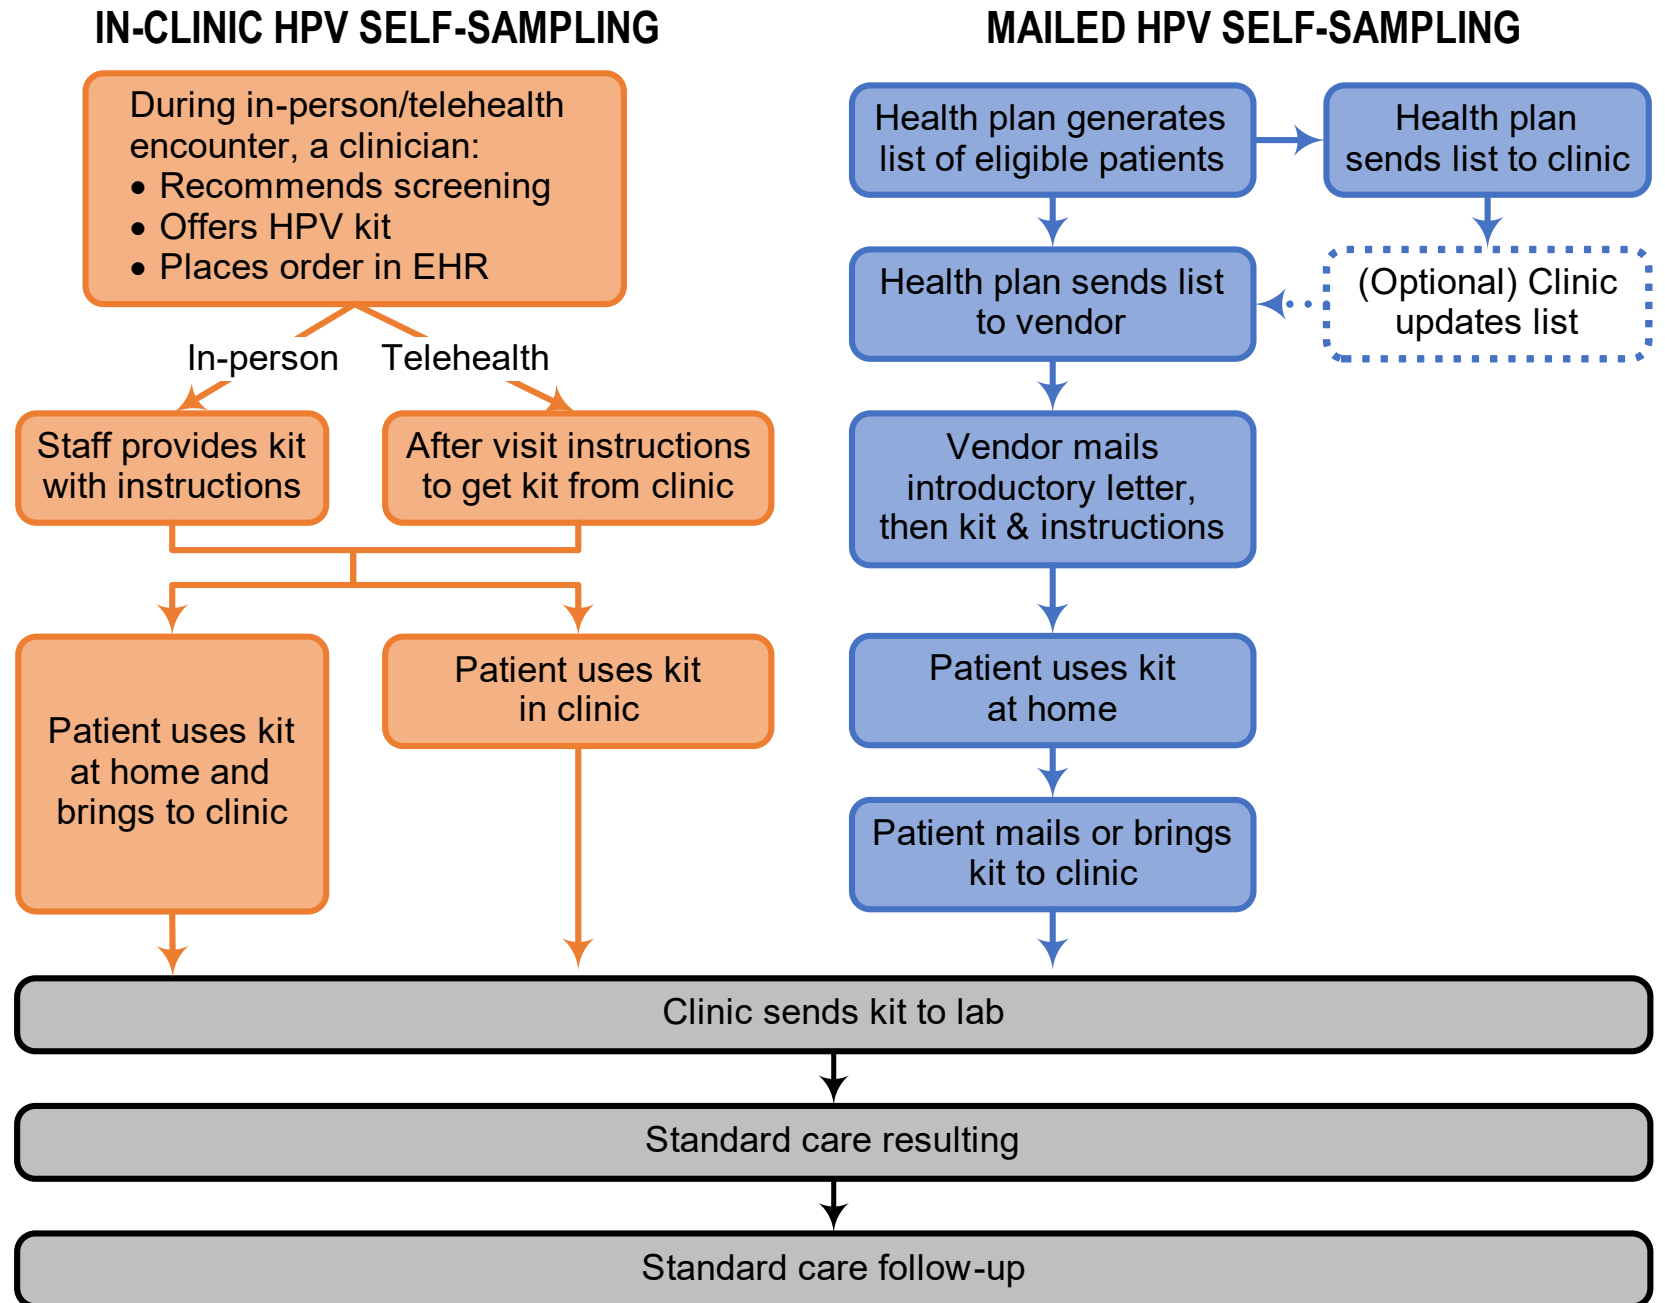 IN-CLINIC HPV SELF-SAMPLING
During in-person/telehealth
encounter, a clinician:
• Recommends screening
• Offers HPV kit
• Places order in EHR
In-person
Telehealth
Staff provides kit
with instructions
After visit instructions
to get kit from clinic
Patient uses kit
at home and
brings to clinic
Patient uses kit
in clinic
MAILED HPV SELF-SAMPLING
Health plan generates
list of eligible patients
Health plan
sends list to clinic
Health plan sends list
to vendor
(Optional) Clinic
updates list
Vendor mails
introductory letter,
then kit & instructions
Patient uses kit
at home
Patient mails or brings
kit to clinic
Clinic sends kit to lab
Standard care resulting
Standard care follow-up